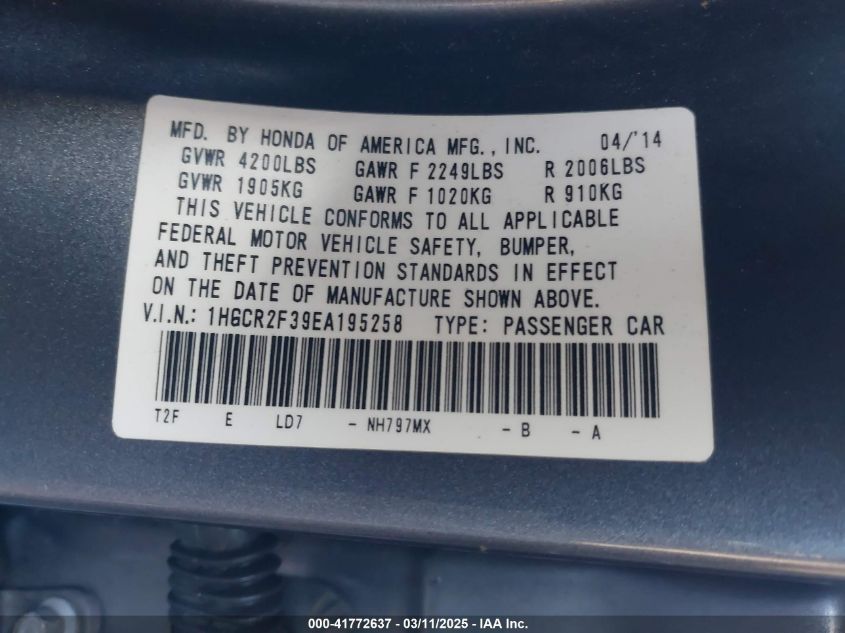 MFD. BY HONDA OF AMERICA MFG., INC. 04/'14
GVWR 4200LBS GAWR F 2249LBS R 2006LBS
GVWR 1905KG GAWR F 1020KG R 910KG
THIS VEHICLE CONFORMS TO ALL APPLICABLE
FEDERAL MOTOR VEHICLE SAFETY, BUMPER,
AND THEFT PREVENTION STANDARDS IN EFFECT
ON THE DATE OF MANUFACTURE SHOWN ABOVE.
V.I.N.: 1HGCR2F39EA195258 TYPE: PASSENGER CAR
T2F E LD7 - NH797MX - B - A
000-41772637 - 03/11/2025 - IAA Inc.